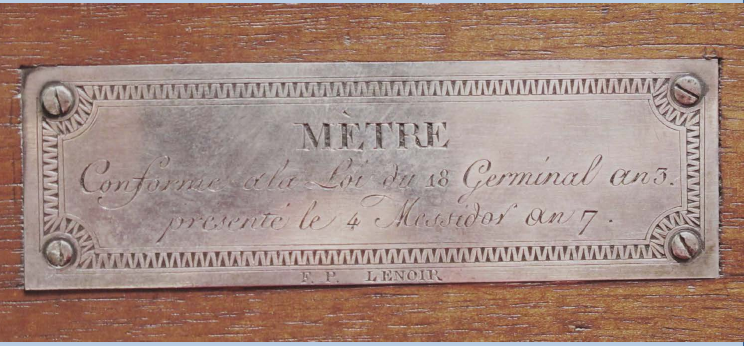 MÈTRE
Conforme à la Loi du 18 Germinal an 3.
présenté le 4 Messidor an 7.
F. P. LENOIR